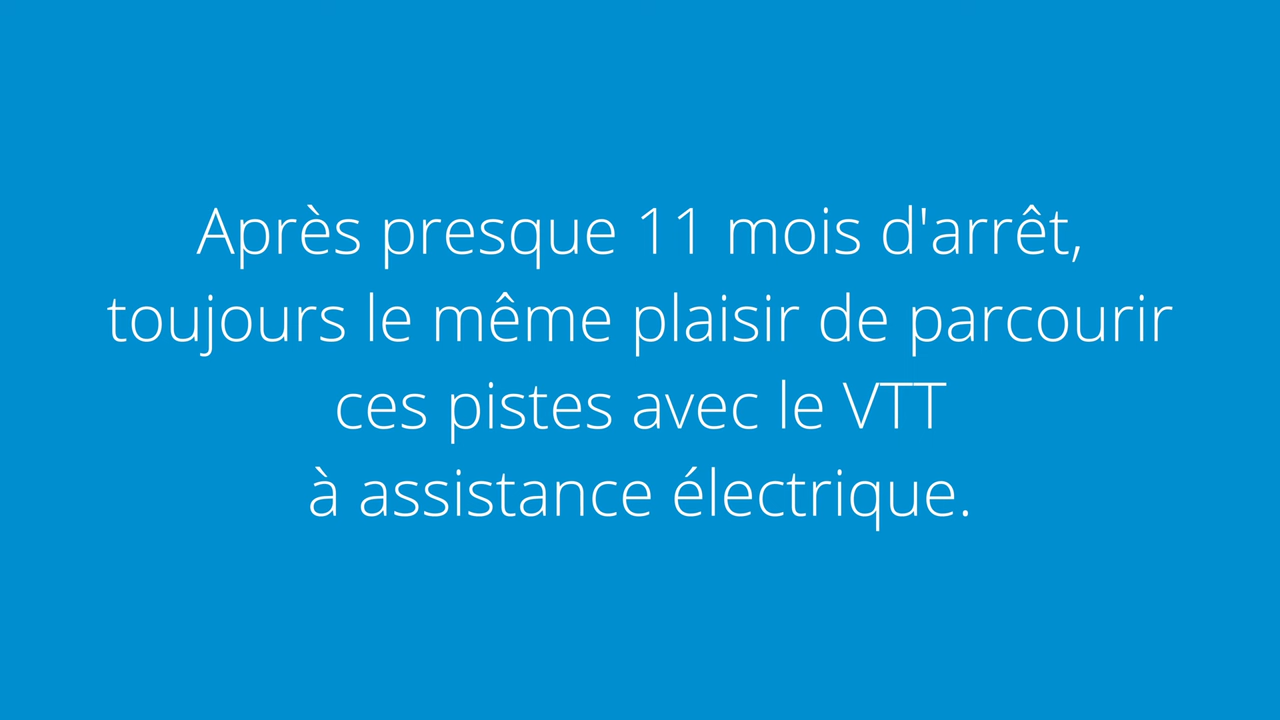 Après presque 11 mois d'arrêt,
toujours le même plaisir de parcourir
ces pistes avec le VTT
à assistance électrique.